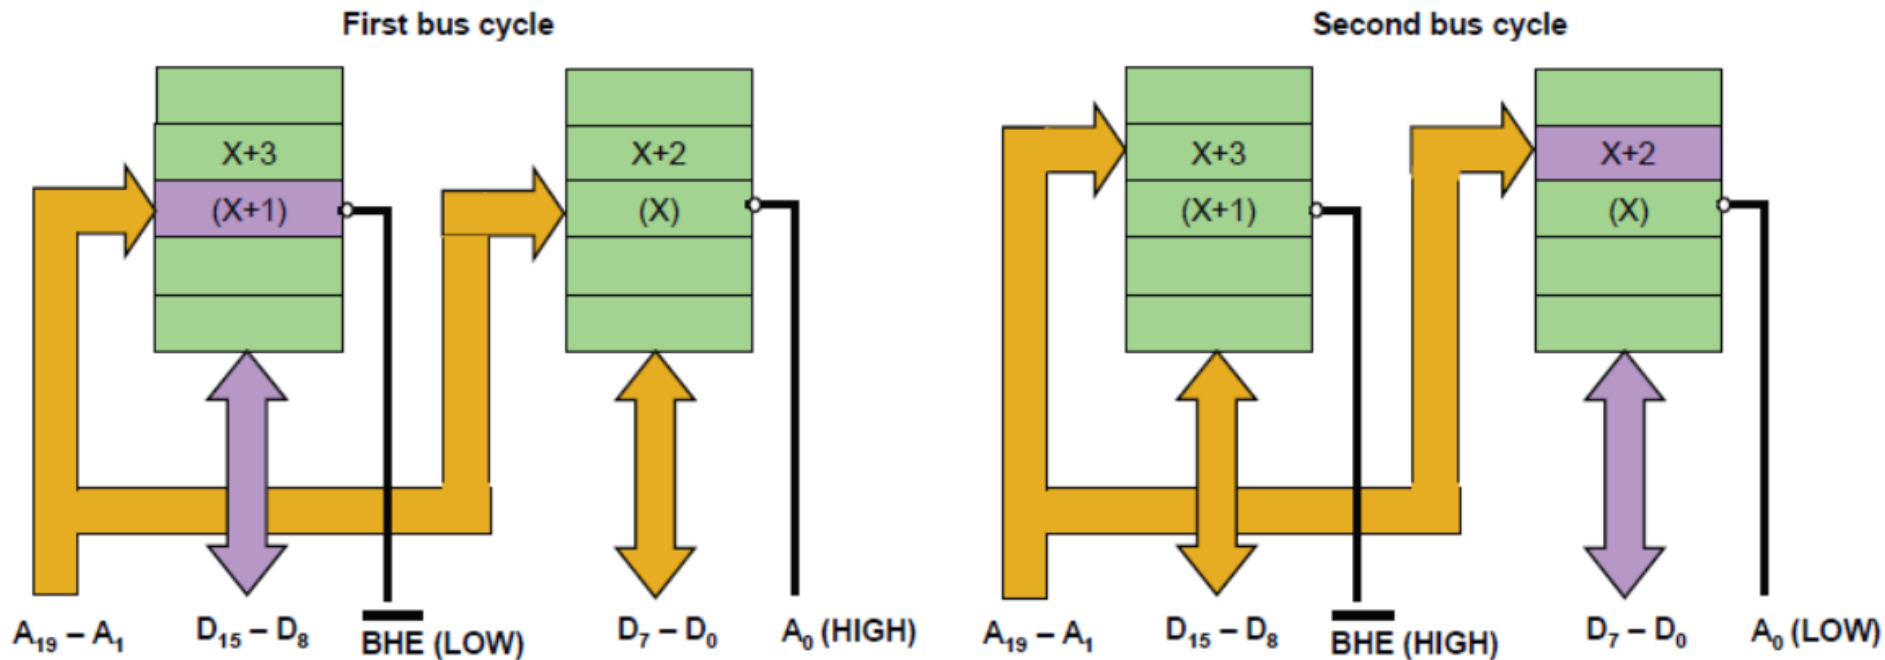 First bus cycle
Second bus cycle
X+3
X+2
X+3
X+2
(X+1)
(X)
(X+1)
(X)
A19 – A1
D15 – D8
BHE (LOW)
D7 – D0
A0 (HIGH)
A19 – A1
D15 – D8
BHE (HIGH)
D7 – D0
A0 (LOW)